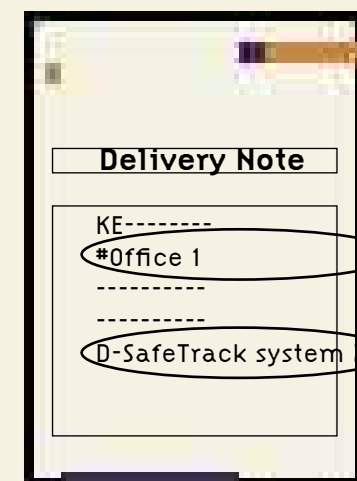 Delivery Note
KE--------
#Office 1
----------
----------
D-SafeTrack system